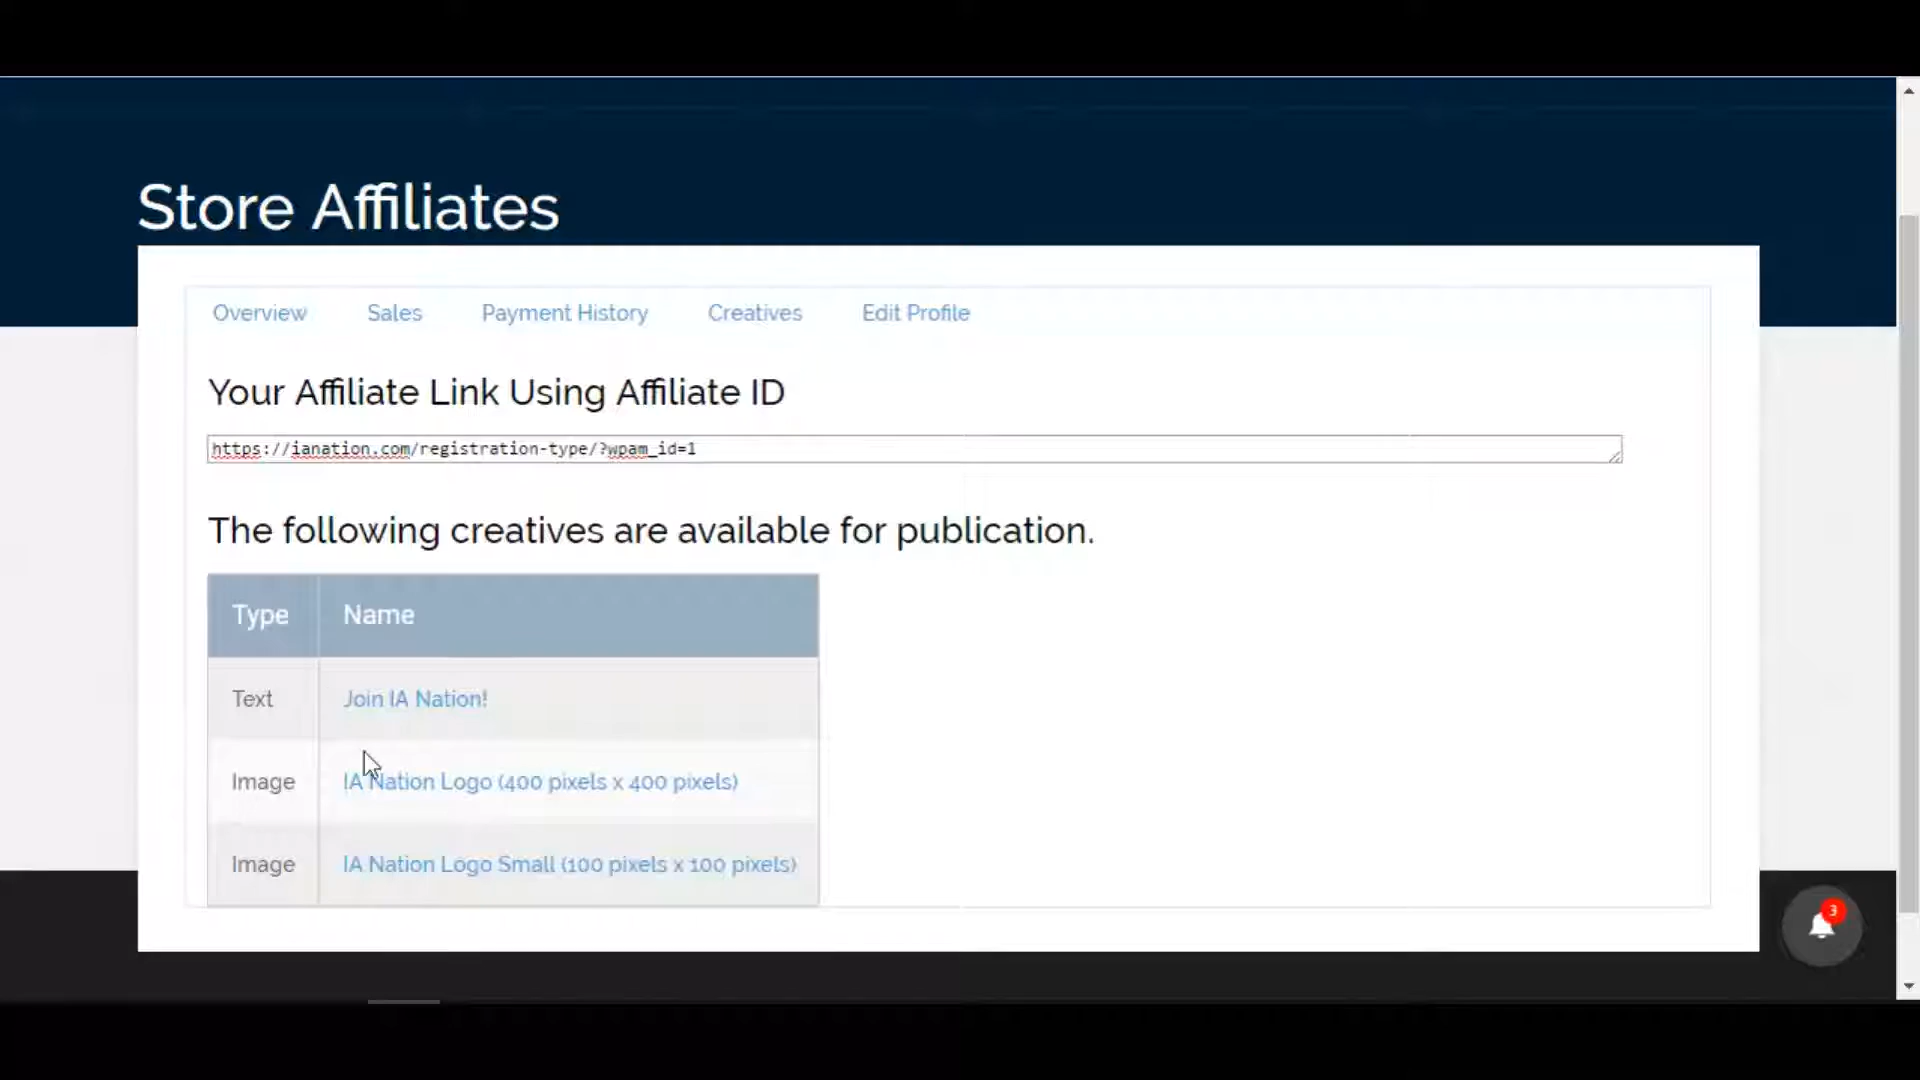 Store Affiliates
Overview Sales Payment History Creatives Edit Profile
Your Affiliate Link Using Affiliate ID
https://ianation.com/registration-type/?wpam_id=1
The following creatives are available for publication.
Type Name
Text Join IA Nation!
Image IA Nation Logo (400 pixels x 400 pixels)
Image IA Nation Logo Small (100 pixels x 100 pixels)
3